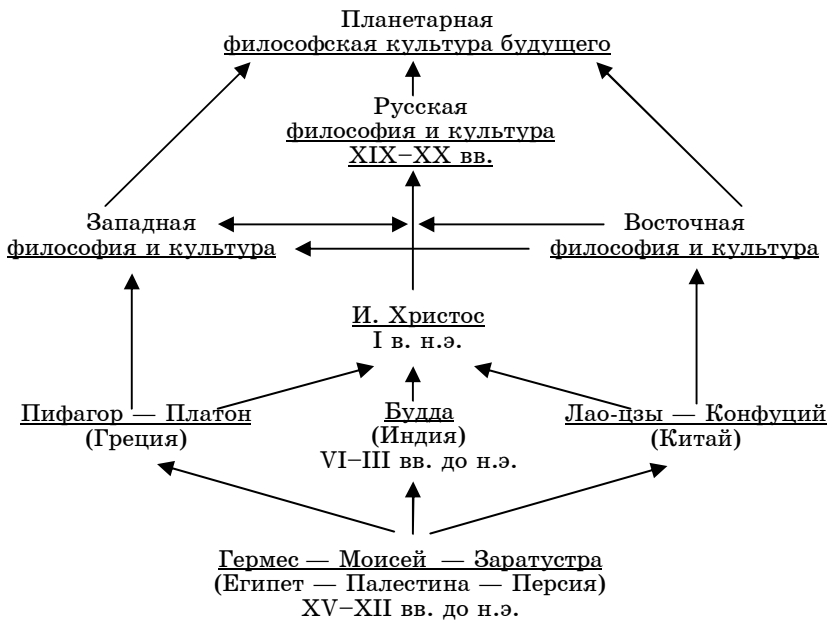 Планетарная
философская культура будущего
Русская
философия и культура
XIX–XX вв.
Западная
философия и культура
Восточная
философия и культура
И. Христос
I в. н.э.
Пифагор — Платон
(Греция)
Будда
(Индия)
VI–III вв. до н.э.
Лао-цзы — Конфуций
(Китай)
Гермес — Моисей — Заратустра
(Египет — Палестина — Персия)
XV–XII вв. до н.э.